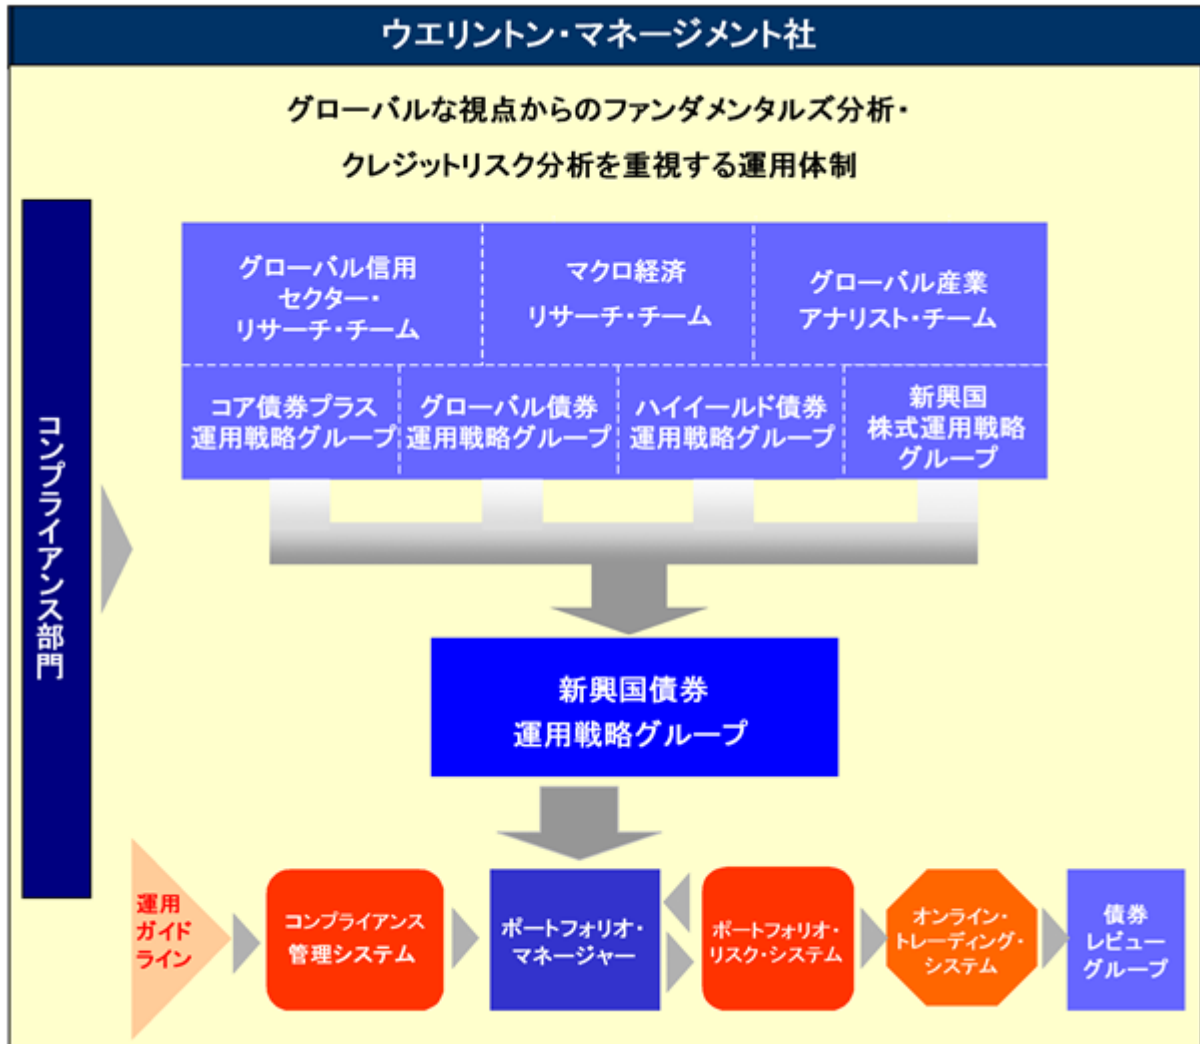 ウエリントン・マネージメント社
グローバルな視点からのファンダメンタルズ分析・
クレジットリスク分析を重視する運用体制
コンプライアンス部門
グローバル信用
セクター・
リサーチ・チーム
マクロ経済
リサーチ・チーム
グローバル産業
アナリスト・チーム
コア債券プラス
運用戦略グループ
グローバル債券
運用戦略グループ
ハイイールド債券
運用戦略グループ
新興国
株式運用戦略
グループ
新興国債券
運用戦略グループ
運用
ガイド
ライン
コンプライアンス
管理システム
ポートフォリオ・
マネージャー
ポートフォリオ・
リスク・システム
オンライン・
トレーディング・
システム
債券
レビュー
グループ